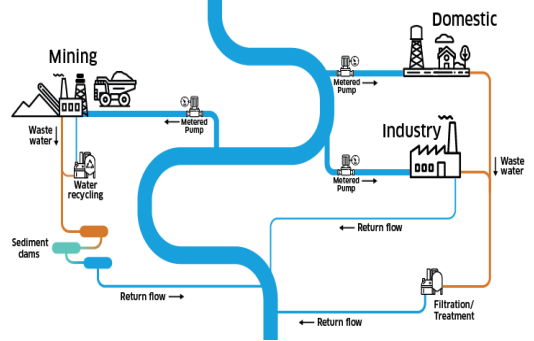 Domestic
Mining
Metered
Pump
Metered
Pump
Industry
Waste
water
Waste
water
Metered
Pump
Water
recycling
Return flow
Sediment
dams
Return flow
Filtration/
Treatment
Return flow